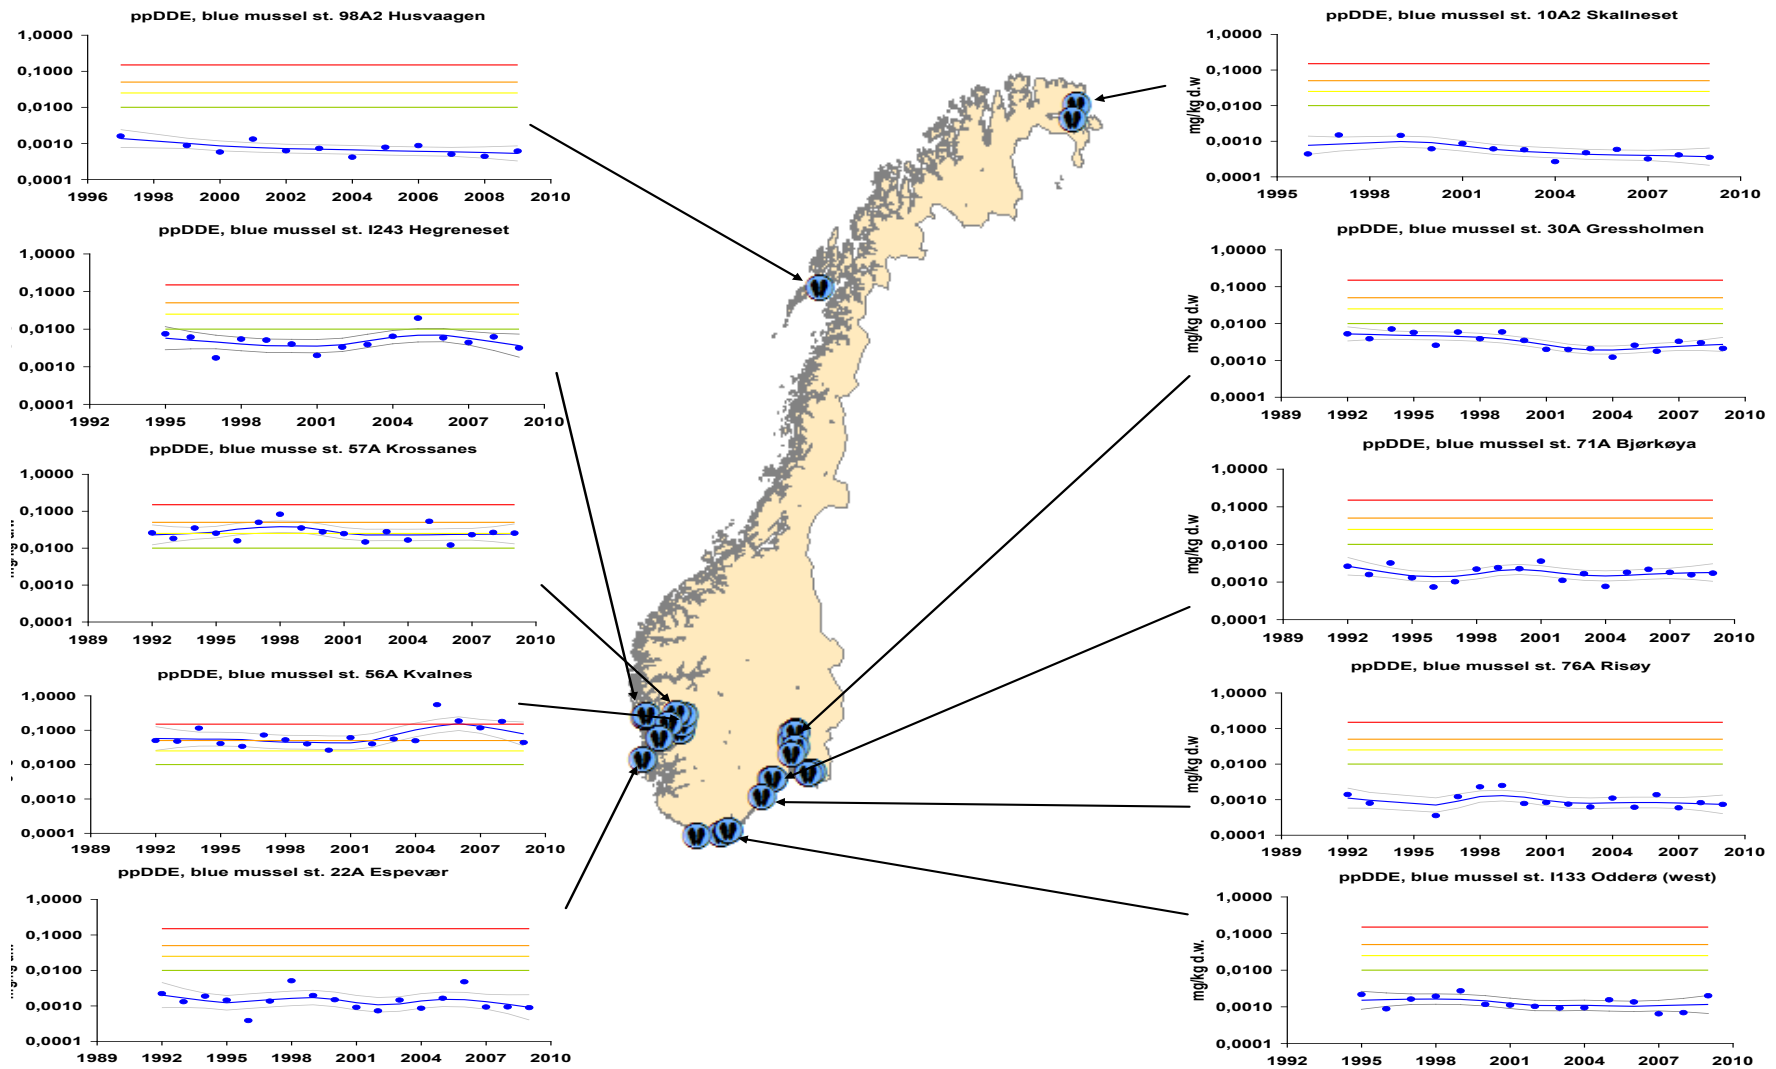 ppDDE, blue mussel st. 98A2 Husvaagen
1,0000
0,1000
0,0100
0,0010
0,0001
1996 1998 2000 2002 2004 2006 2008 2010
ppDDE, blue mussel st. I243 Hegreneset
1,0000
0,1000
0,0100
0,0010
0,0001
1992 1995 1998 2001 2004 2007 2010
ppDDE, blue musse st. 57A Krossanes
1,0000
0,1000
0,0100
0,0010
0,0001
1989 1992 1995 1998 2001 2004 2007 2010
ppDDE, blue mussel st. 56A Kvalnes
1,0000
0,1000
0,0100
0,0010
0,0001
1989 1992 1995 1998 2001 2004 2007 2010
ppDDE, blue mussel st. 22A Espevær
1,0000
0,1000
0,0100
0,0010
0,0001
1989 1992 1995 1998 2001 2004 2007 2010
ppDDE, blue mussel st. 10A2 Skallneset
mg/kg d.w
1,0000
0,1000
0,0100
0,0010
0,0001
1995 1998 2001 2004 2007 2010
ppDDE, blue mussel st. 30A Gressholmen
mg/kg d.w
1,0000
0,1000
0,0100
0,0010
0,0001
1989 1992 1995 1998 2001 2004 2007 2010
ppDDE, blue mussel st. 71A Bjørkøya
mg/kg d.w
1,0000
0,1000
0,0100
0,0010
0,0001
1989 1992 1995 1998 2001 2004 2007 2010
ppDDE, blue mussel st. 76A Risøy
mg/kg d.w
1,0000
0,1000
0,0100
0,0010
0,0001
1989 1992 1995 1998 2001 2004 2007 2010
ppDDE, blue mussel st. I133 Odderø (west)
mg/kg d.w.
1,0000
0,1000
0,0100
0,0010
0,0001
1992 1995 1998 2001 2004 2007 2010